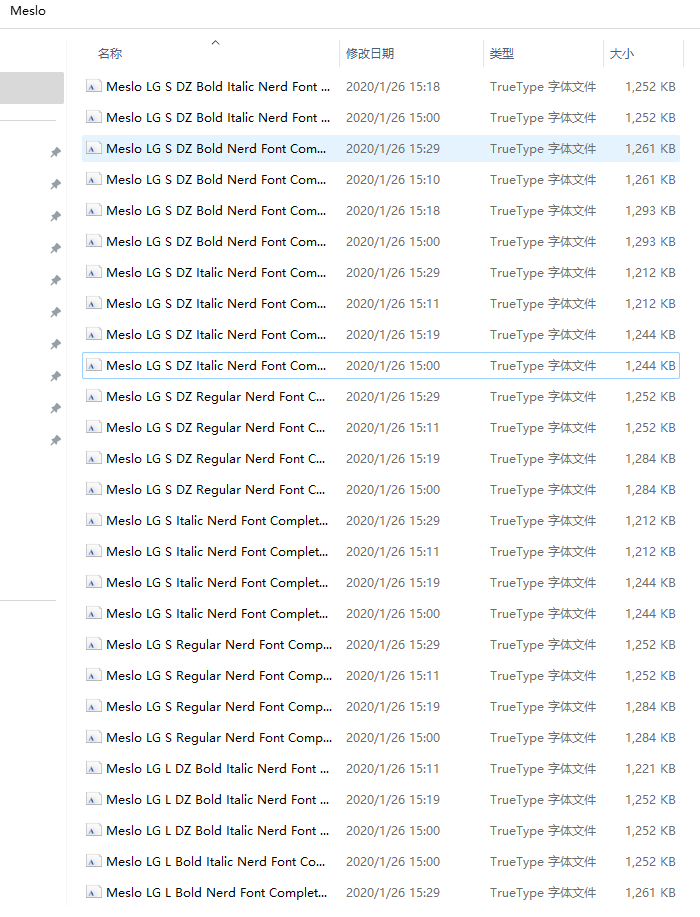 Meslo
名称 修改日期 类型 大小
Meslo LG S DZ Bold Italic Nerd Font ... 2020/1/26 15:18 TrueType 字体文件 1,252 KB
Meslo LG S DZ Bold Italic Nerd Font ... 2020/1/26 15:00 TrueType 字体文件 1,252 KB
Meslo LG S DZ Bold Nerd Font Com... 2020/1/26 15:29 TrueType 字体文件 1,261 KB
Meslo LG S DZ Bold Nerd Font Com... 2020/1/26 15:10 TrueType 字体文件 1,261 KB
Meslo LG S DZ Bold Nerd Font Com... 2020/1/26 15:18 TrueType 字体文件 1,293 KB
Meslo LG S DZ Bold Nerd Font Com... 2020/1/26 15:00 TrueType 字体文件 1,293 KB
Meslo LG S DZ Italic Nerd Font Com... 2020/1/26 15:29 TrueType 字体文件 1,212 KB
Meslo LG S DZ Italic Nerd Font Com... 2020/1/26 15:11 TrueType 字体文件 1,212 KB
Meslo LG S DZ Italic Nerd Font Com... 2020/1/26 15:19 TrueType 字体文件 1,244 KB
Meslo LG S DZ Italic Nerd Font Com... 2020/1/26 15:00 TrueType 字体文件 1,244 KB
Meslo LG S DZ Regular Nerd Font C... 2020/1/26 15:29 TrueType 字体文件 1,252 KB
Meslo LG S DZ Regular Nerd Font C... 2020/1/26 15:11 TrueType 字体文件 1,252 KB
Meslo LG S DZ Regular Nerd Font C... 2020/1/26 15:19 TrueType 字体文件 1,284 KB
Meslo LG S DZ Regular Nerd Font C... 2020/1/26 15:00 TrueType 字体文件 1,284 KB
Meslo LG S Italic Nerd Font Complet... 2020/1/26 15:29 TrueType 字体文件 1,212 KB
Meslo LG S Italic Nerd Font Complet... 2020/1/26 15:11 TrueType 字体文件 1,212 KB
Meslo LG S Italic Nerd Font Complet... 2020/1/26 15:19 TrueType 字体文件 1,244 KB
Meslo LG S Italic Nerd Font Complet... 2020/1/26 15:00 TrueType 字体文件 1,244 KB
Meslo LG S Regular Nerd Font Comp... 2020/1/26 15:29 TrueType 字体文件 1,252 KB
Meslo LG S Regular Nerd Font Comp... 2020/1/26 15:11 TrueType 字体文件 1,252 KB
Meslo LG S Regular Nerd Font Comp... 2020/1/26 15:19 TrueType 字体文件 1,284 KB
Meslo LG S Regular Nerd Font Comp... 2020/1/26 15:00 TrueType 字体文件 1,284 KB
Meslo LG L DZ Bold Italic Nerd Font ... 2020/1/26 15:11 TrueType 字体文件 1,221 KB
Meslo LG L DZ Bold Italic Nerd Font ... 2020/1/26 15:19 TrueType 字体文件 1,252 KB
Meslo LG L DZ Bold Italic Nerd Font ... 2020/1/26 15:00 TrueType 字体文件 1,252 KB
Meslo LG L Bold Italic Nerd Font Co... 2020/1/26 15:00 TrueType 字体文件 1,252 KB
Meslo LG L Bold Nerd Font Complet... 2020/1/26 15:29 TrueType 字体文件 1,261 KB